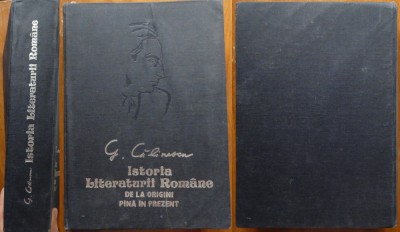 G. Călinescu Istoria Literaturii Române
G. Călinescu
Istoria
Literaturii Române
DE LA ORIGINI
PÎNĂ ÎN PREZENT